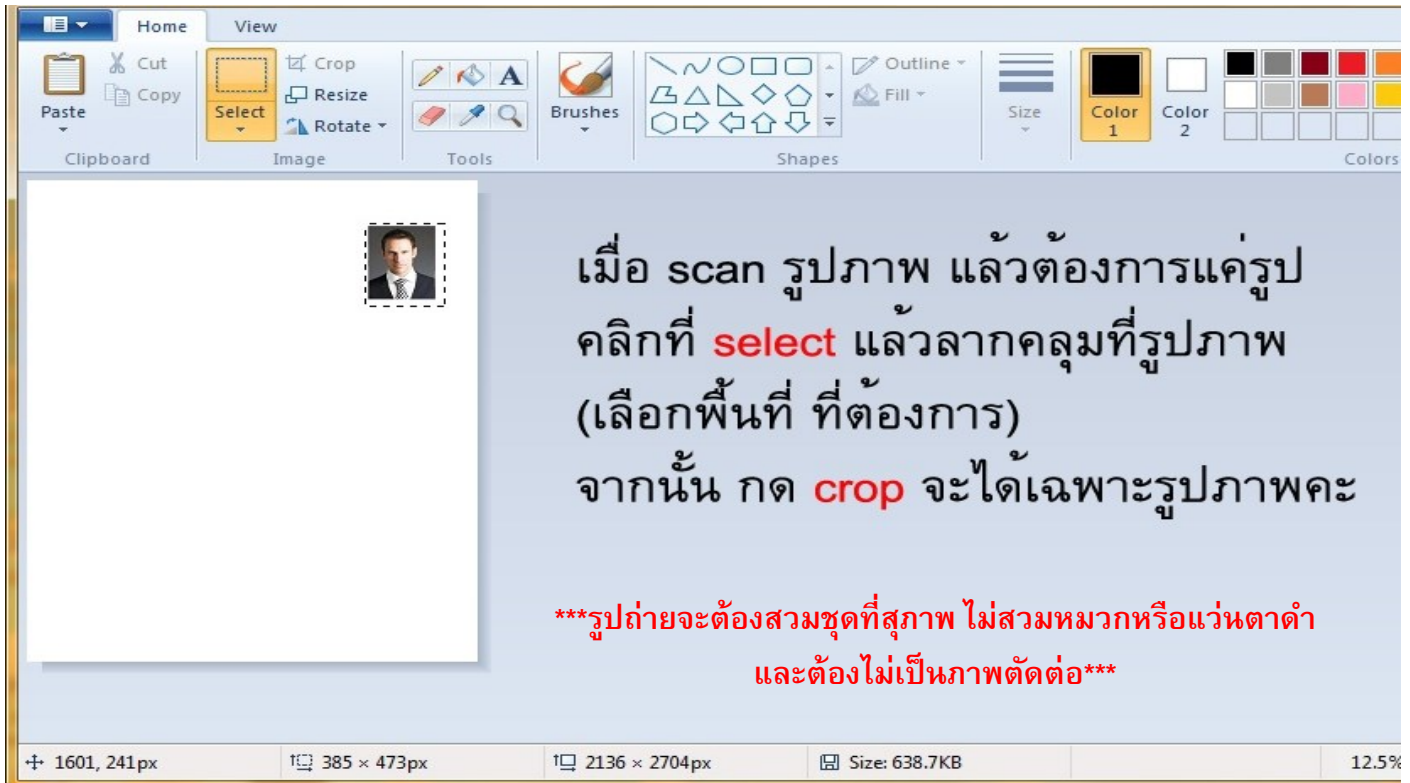 Home View
Paste
Cut
Copy
Clipboard
Select
Crop
Resize
Rotate
Image
A
Tools
Brushes
Outline
Fill
Shapes
Size
Color 1
Color 2
Colors
เมื่อ scan รูปภาพ แล้วต้องการแค่รูป
คลิกที่ select แล้วลากคลุมที่รูปภาพ
(เลือกพื้นที่ ที่ต้องการ)
จากนั้น กด crop จะได้เฉพาะรูปภาพคะ
***รูปถ่ายจะต้องสวมชุดที่สุภาพ ไม่สวมหมวกหรือแว่นตาดำ
และต้องไม่เป็นภาพตัดต่อ***
1601, 241px 385 × 473px 2136 × 2704px Size: 638.7KB 12.5%